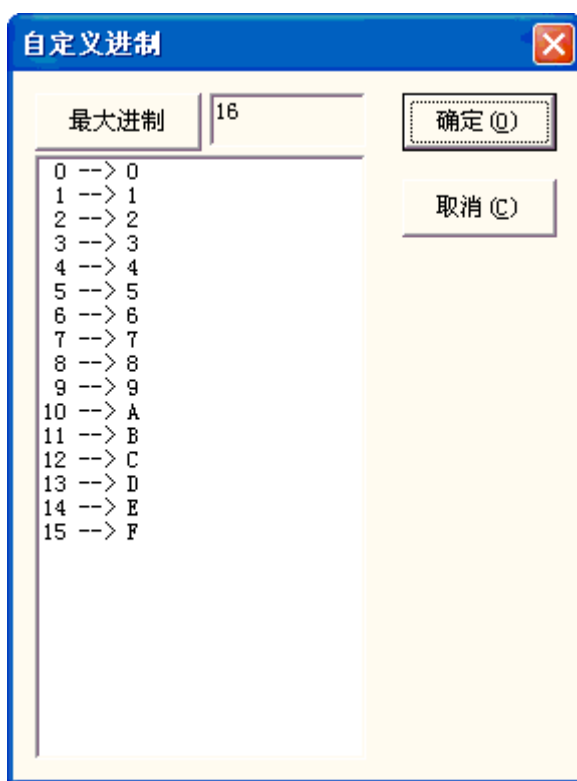 自定义进制
最大进制 16 确定(O)
取消(C)
0 --> 0
1 --> 1
2 --> 2
3 --> 3
4 --> 4
5 --> 5
6 --> 6
7 --> 7
8 --> 8
9 --> 9
10 --> A
11 --> B
12 --> C
13 --> D
14 --> E
15 --> F